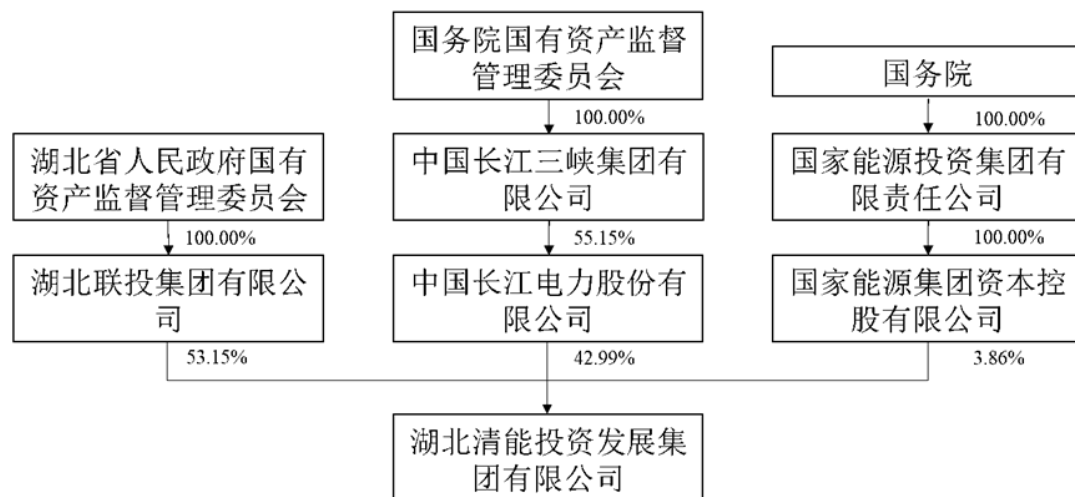 国务院国有资产监督
管理委员会
国务院
100.00%
100.00%
湖北省人民政府国有
资产监督管理委员会
中国长江三峡集团有
限公司
国家能源投资集团有
限责任公司
100.00%
55.15%
100.00%
湖北联投集团有限公
司
中国长江电力股份有
限公司
国家能源集团资本控
股有限公司
53.15%
42.99%
3.86%
湖北清能投资发展集
团有限公司